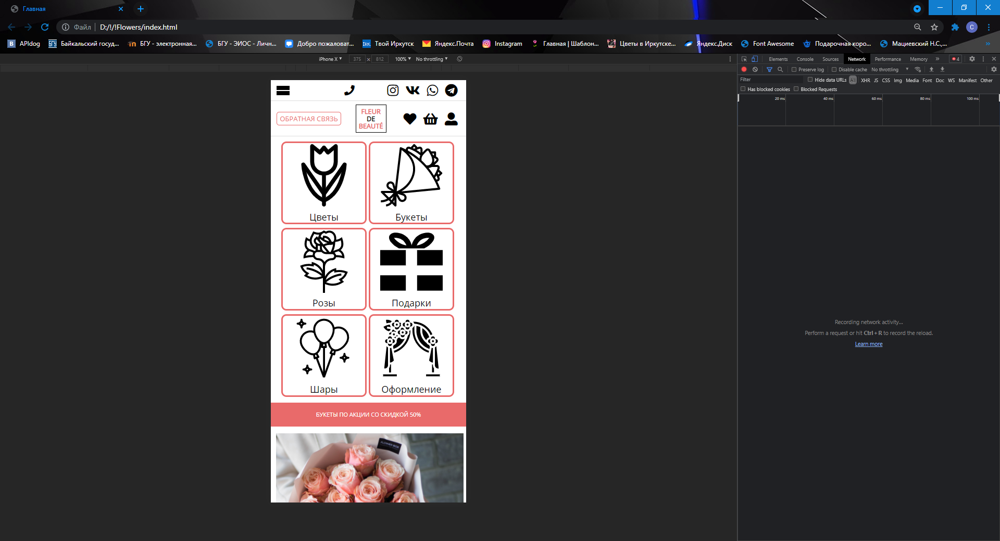 Главная
Файл D:/!/!Flowers/index.html
C
B APIdog БГУ Байкальский госуд... БГУ - электронная... БГУ - ЭИОС - Личн... Добро пожаловат... IRK. Твой Иркутск Яндекс.Почта Instagram Главная | Шаблон... Цветы в Иркутске... Яндекс.Диск Font Awesome Подарочная коро... Мациевский Н.С.,... »
iPhone X 375 × 812 100% No throttling
Elements Console Sources Network Performance Memory » 4
Preserve log Disable cache No throttling
Filter Hide data URLs All XHR JS CSS Img Media Font Doc WS Manifest Other
Has blocked cookies Blocked Requests
20 ms 40 ms 60 ms 80 ms 100 ms
ОБРАТНАЯ СВЯЗЬ
FLEUR
DE
BEAUTÉ
Цветы Букеты
Розы Подарки
Шары Оформление
БУКЕТЫ ПО АКЦИИ СО СКИДКОЙ 50%
FLOWER BOX
Recording network activity...
Perform a request or hit Ctrl + R to record the reload.
Learn more